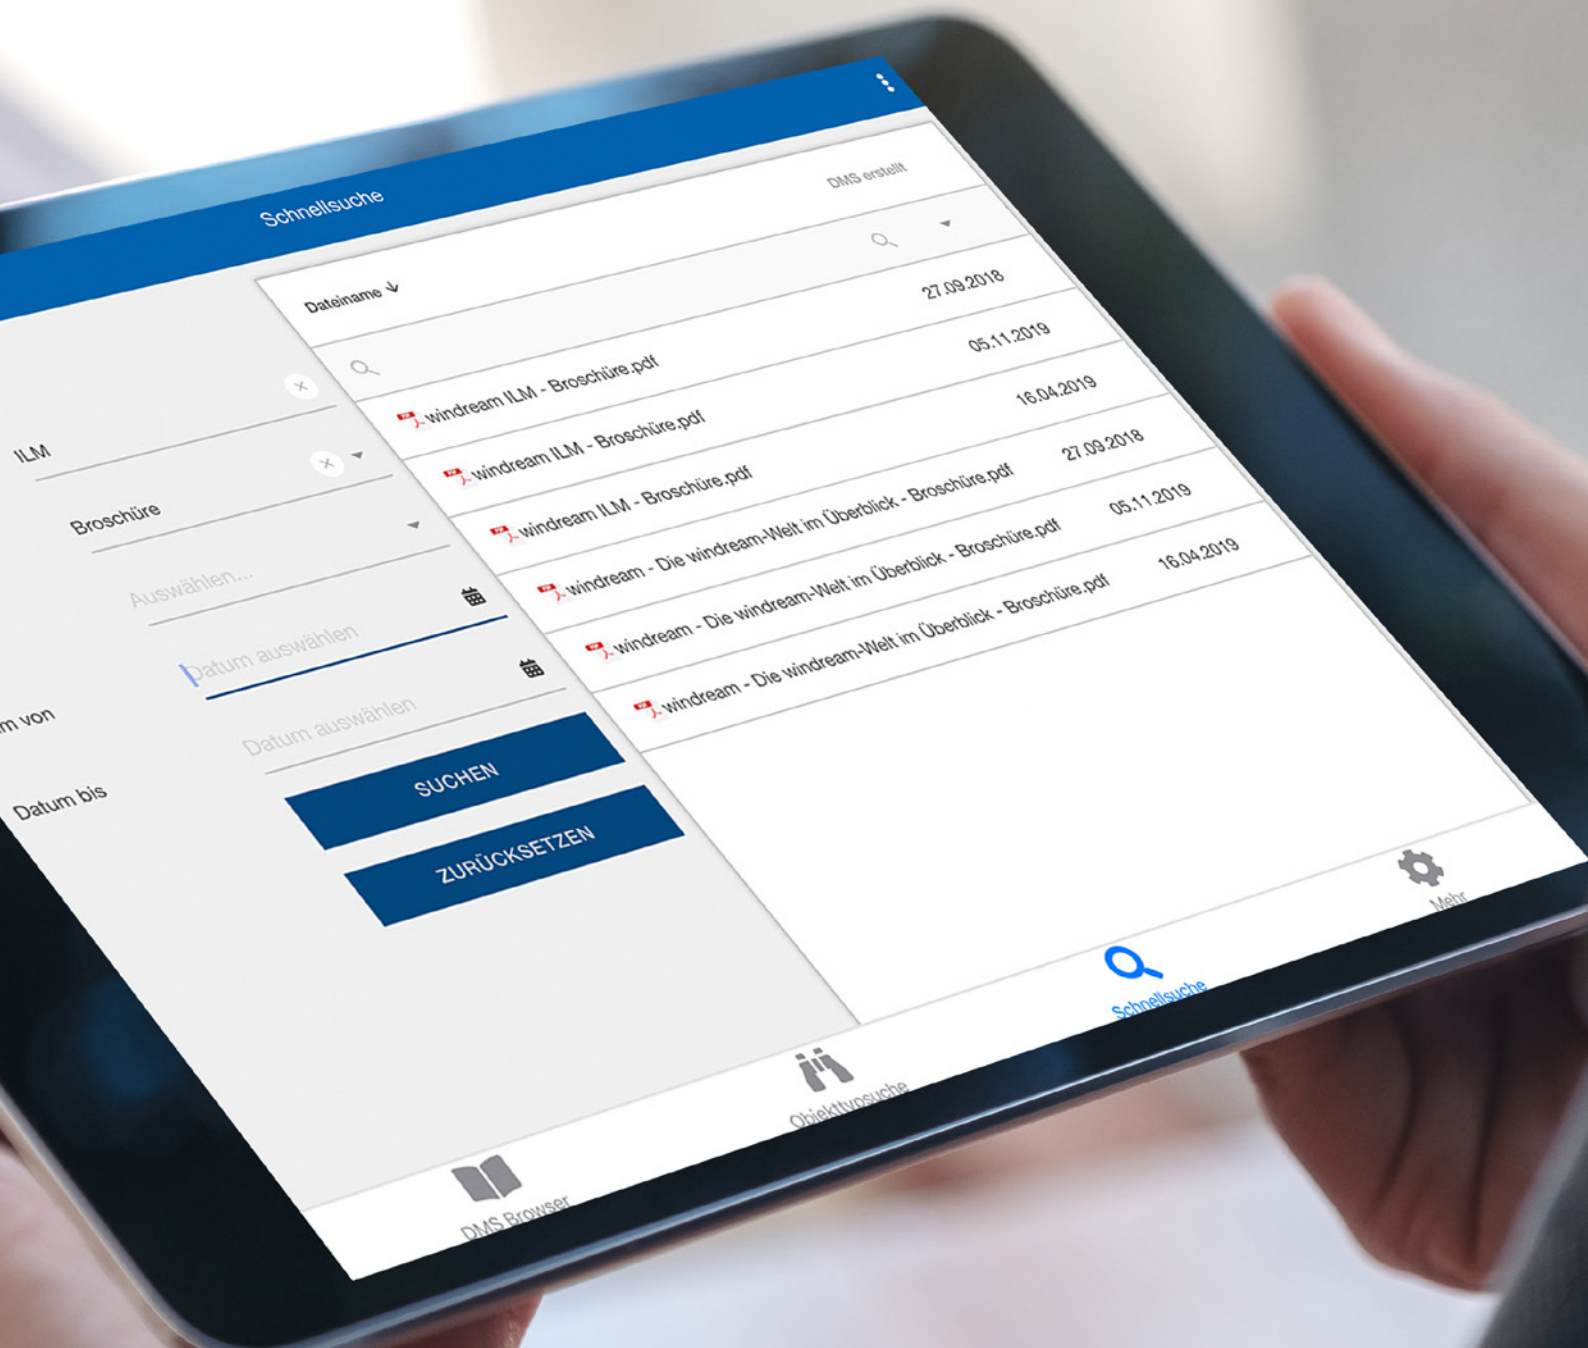 Schnellsuche
ILM
Broschüre
Auswählen...
Datum auswählen
m von
Datum auswählen
Datum bis
SUCHEN
ZURÜCKSETZEN
Dateiname
DMS erstellt
windream ILM - Broschüre.pdf 27.09.2018
windream ILM - Broschüre.pdf 05.11.2019
windream ILM - Broschüre.pdf 16.04.2019
windream - Die windream-Welt im Überblick - Broschüre.pdf 27.09.2018
windream - Die windream-Welt im Überblick - Broschüre.pdf 05.11.2019
windream - Die windream-Welt im Überblick - Broschüre.pdf 16.04.2019
DMS Browser
Objekttypsuche
Schnellsuche
Mehr